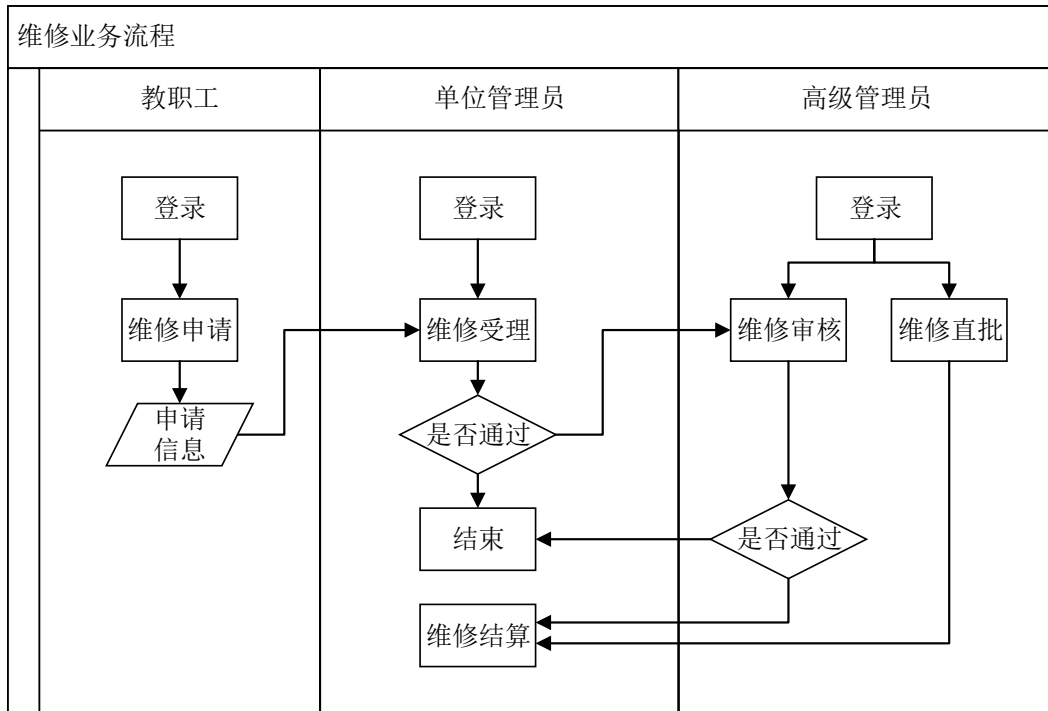 维修业务流程
教职工
单位管理员
高级管理员
登录
登录
登录
维修申请
维修受理
维修审核
维修直批
申请
信息
是否通过
结束
是否通过
维修结算